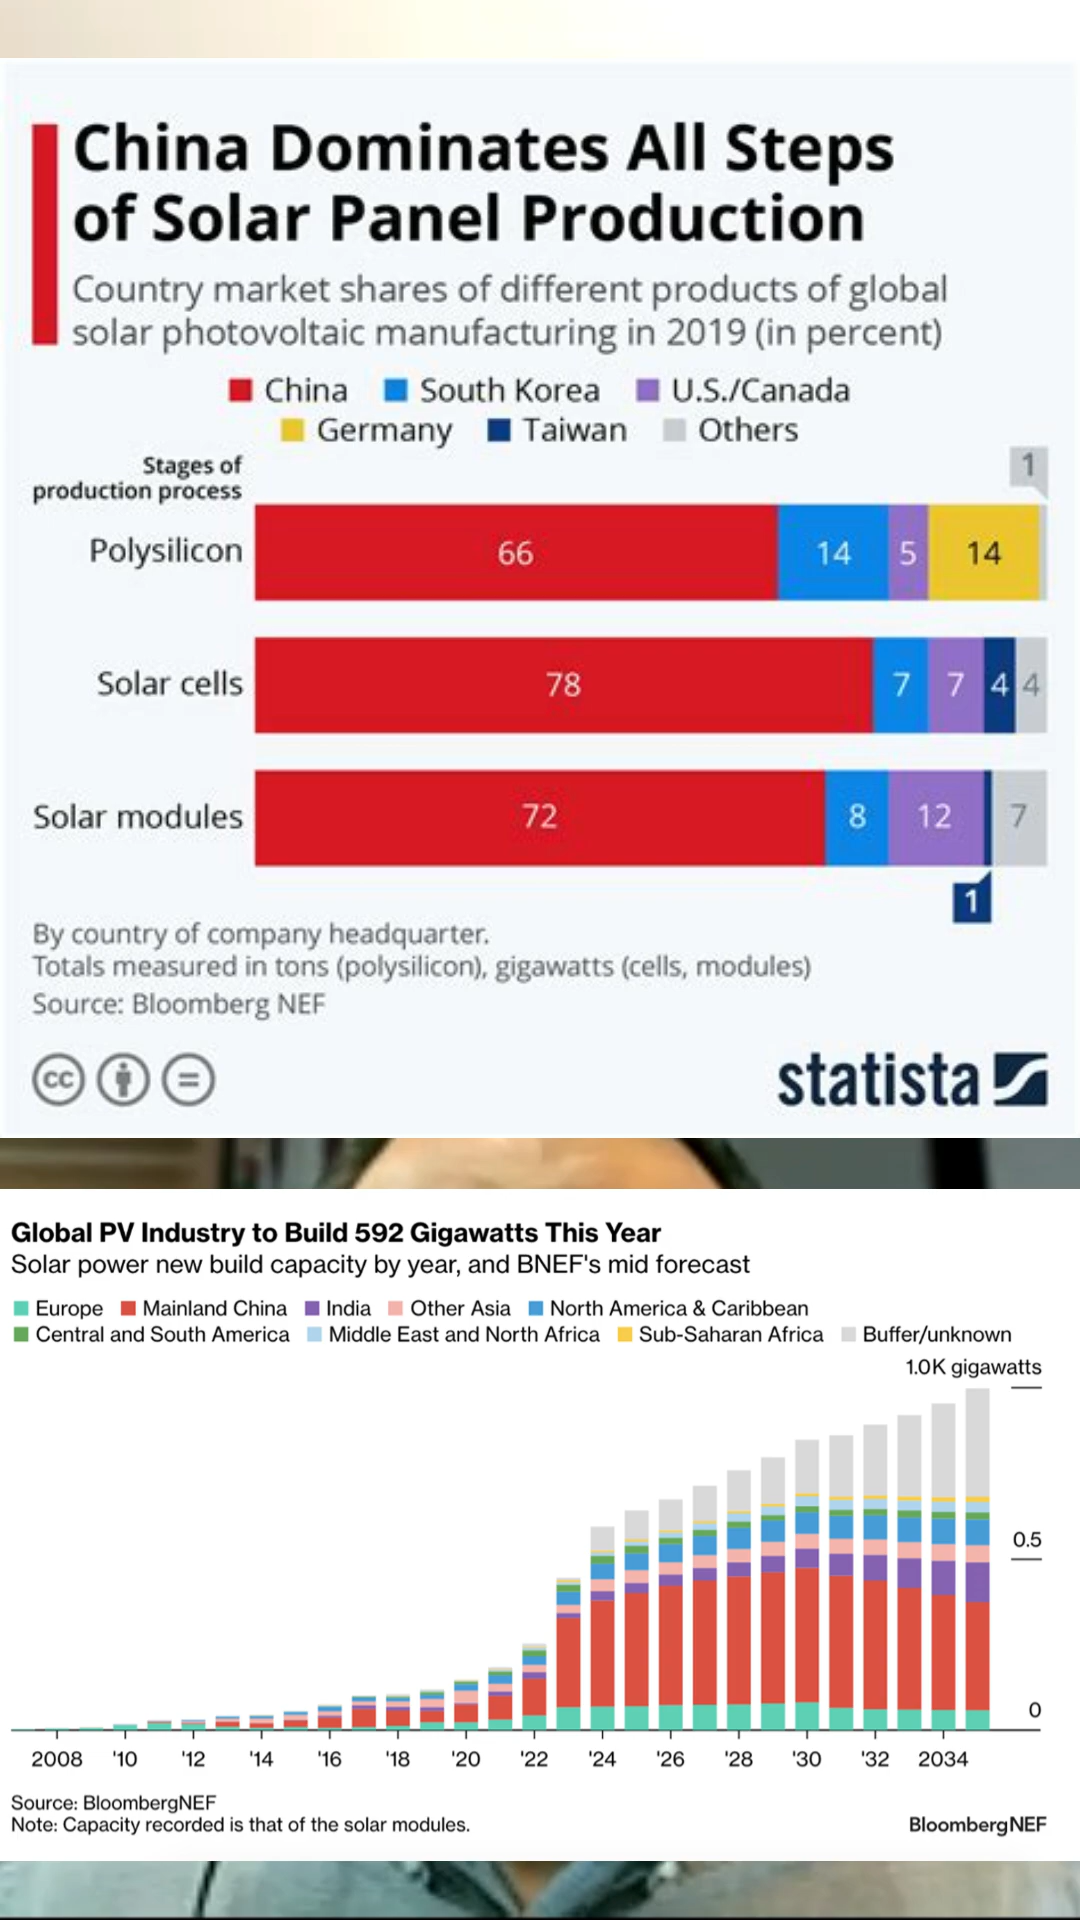 China Dominates All Steps
of Solar Panel Production
Country market shares of different products of global
solar photovoltaic manufacturing in 2019 (in percent)
China South Korea U.S./Canada
Germany Taiwan Others
Stages of
production process
1
Polysilicon 66 14 5 14
Solar cells 78 7 7 4 4
Solar modules 72 8 12 7
1
By country of company headquarter.
Totals measured in tons (polysilicon), gigawatts (cells, modules)
Source: Bloomberg NEF
cc =
statista
Global PV Industry to Build 592 Gigawatts This Year
Solar power new build capacity by year, and BNEF's mid forecast
Europe Mainland China India Other Asia North America & Caribbean
Central and South America Middle East and North Africa Sub-Saharan Africa Buffer/unknown
1.0K gigawatts
0.5
0
2008 '10 '12 '14 '16 '18 '20 '22 '24 '26 '28 '30 '32 2034
Source: BloombergNEF
Note: Capacity recorded is that of the solar modules.
BloombergNEF